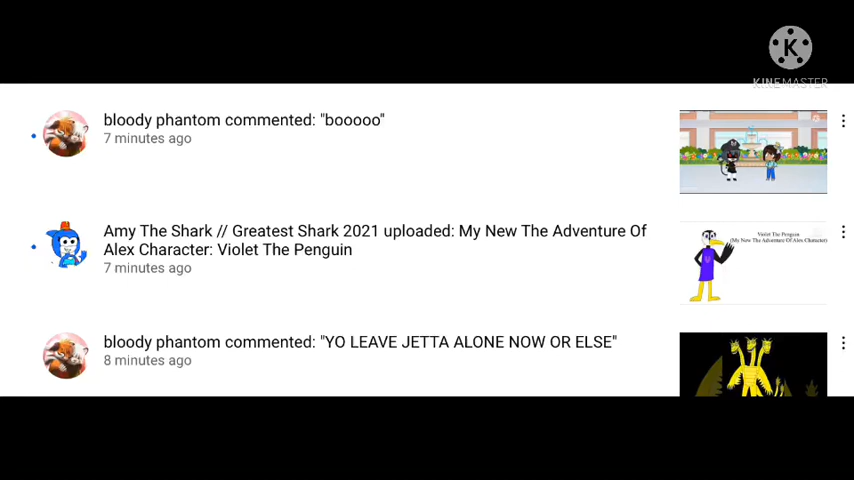 K
KINEMASTER
bloody phantom commented: "booooo"
7 minutes ago
Amy The Shark // Greatest Shark 2021 uploaded: My New The Adventure Of
Alex Character: Violet The Penguin
7 minutes ago
Violet The Penguin
(My New The Adventure Of Alex Character)
bloody phantom commented: "YO LEAVE JETTA ALONE NOW OR ELSE"
8 minutes ago